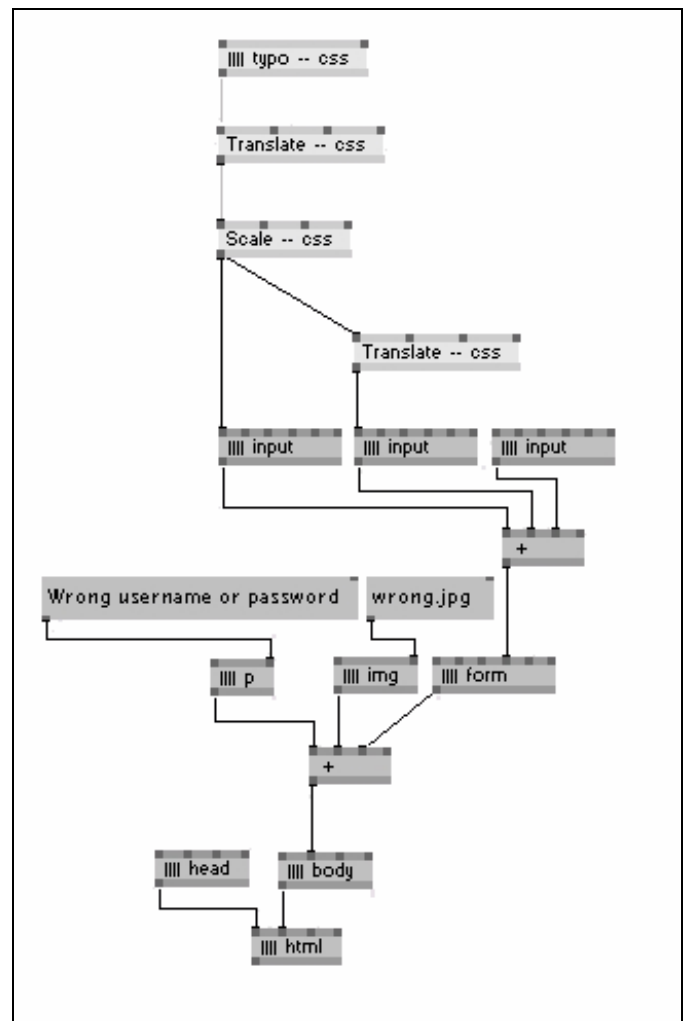 typo -- css
Translate -- css
Scale -- css
Translate -- css
input input input
+
Wrong username or password wrong.jpg
p img form
+
head body
html